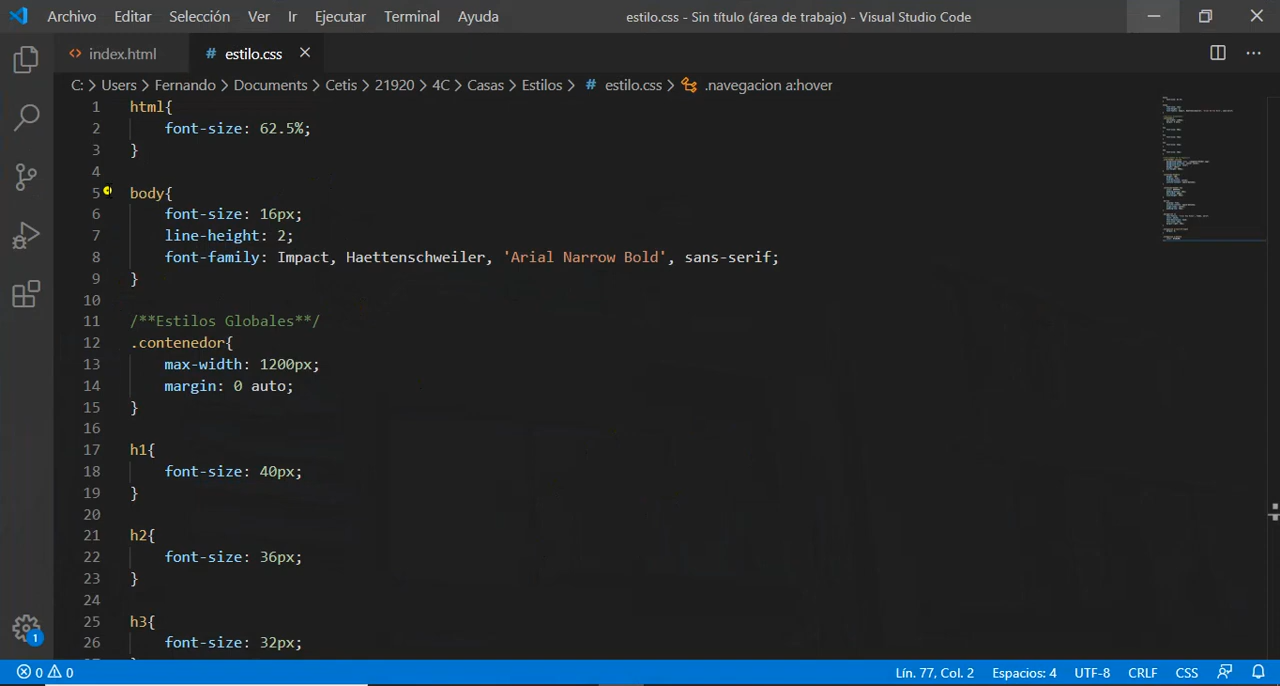 Archivo Editar Selección Ver Ir Ejecutar Terminal Ayuda estilo.css - Sin título (área de trabajo) - Visual Studio Code
index.html # estilo.css
C: > Users > Fernando > Documents > Cetis > 21920 > 4C > Casas > Estilos > # estilo.css > .navegacion a:hover
1 html{
2 font-size: 62.5%;
3 }
4
5 body{
6 font-size: 16px;
7 line-height: 2;
8 font-family: Impact, Haettenschweiler, 'Arial Narrow Bold', sans-serif;
9 }
10
11 /**Estilos Globales**/
12 .contenedor{
13 max-width: 1200px;
14 margin: 0 auto;
15 }
16
17 h1{
18 font-size: 40px;
19 }
20
21 h2{
22 font-size: 36px;
23 }
24
25 h3{
26 font-size: 32px;
1
0 0 Lín. 77, Col. 2 Espacios: 4 UTF-8 CRLF CSS